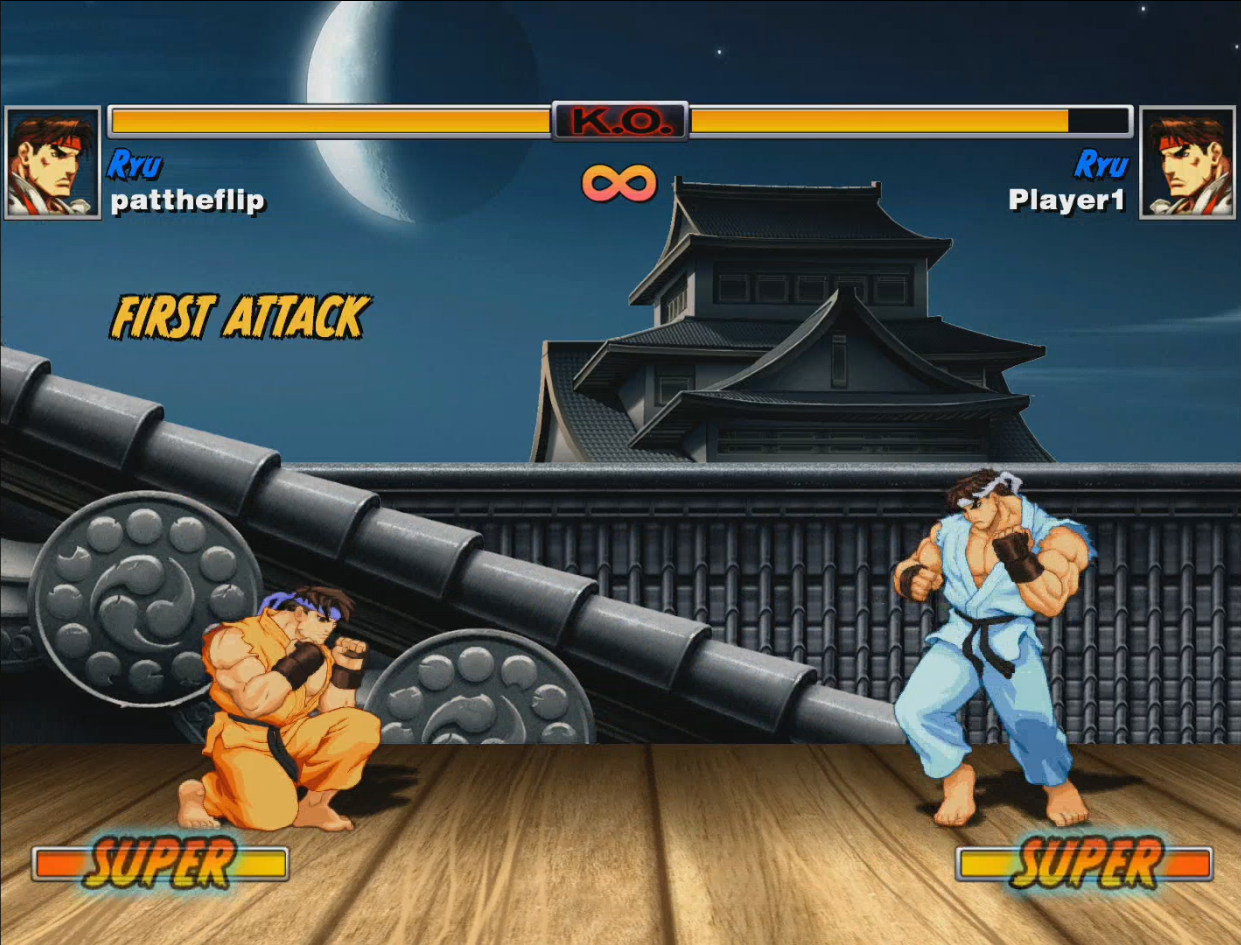 K.O.
Ryu
pattheflip
∞
Ryu
Player1
FIRST ATTACK
SUPER
SUPER